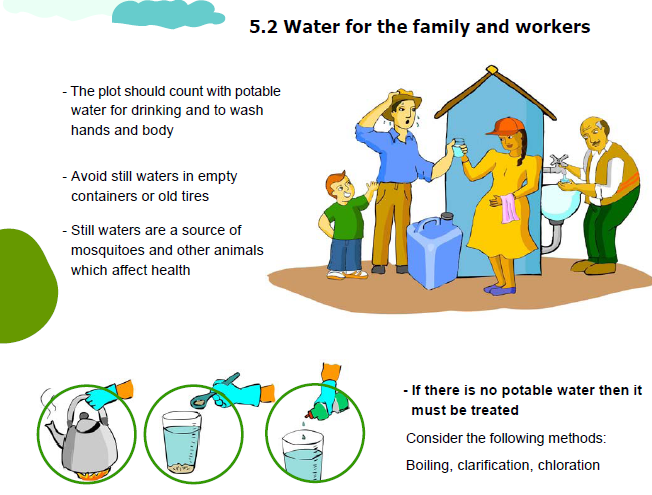 5.2 Water for the family and workers
- The plot should count with potable
water for drinking and to wash
hands and body
- Avoid still waters in empty
containers or old tires
- Still waters are a source of
mosquitoes and other animals
which affect health
- If there is no potable water then it
must be treated
Consider the following methods:
Boiling, clarification, chloration